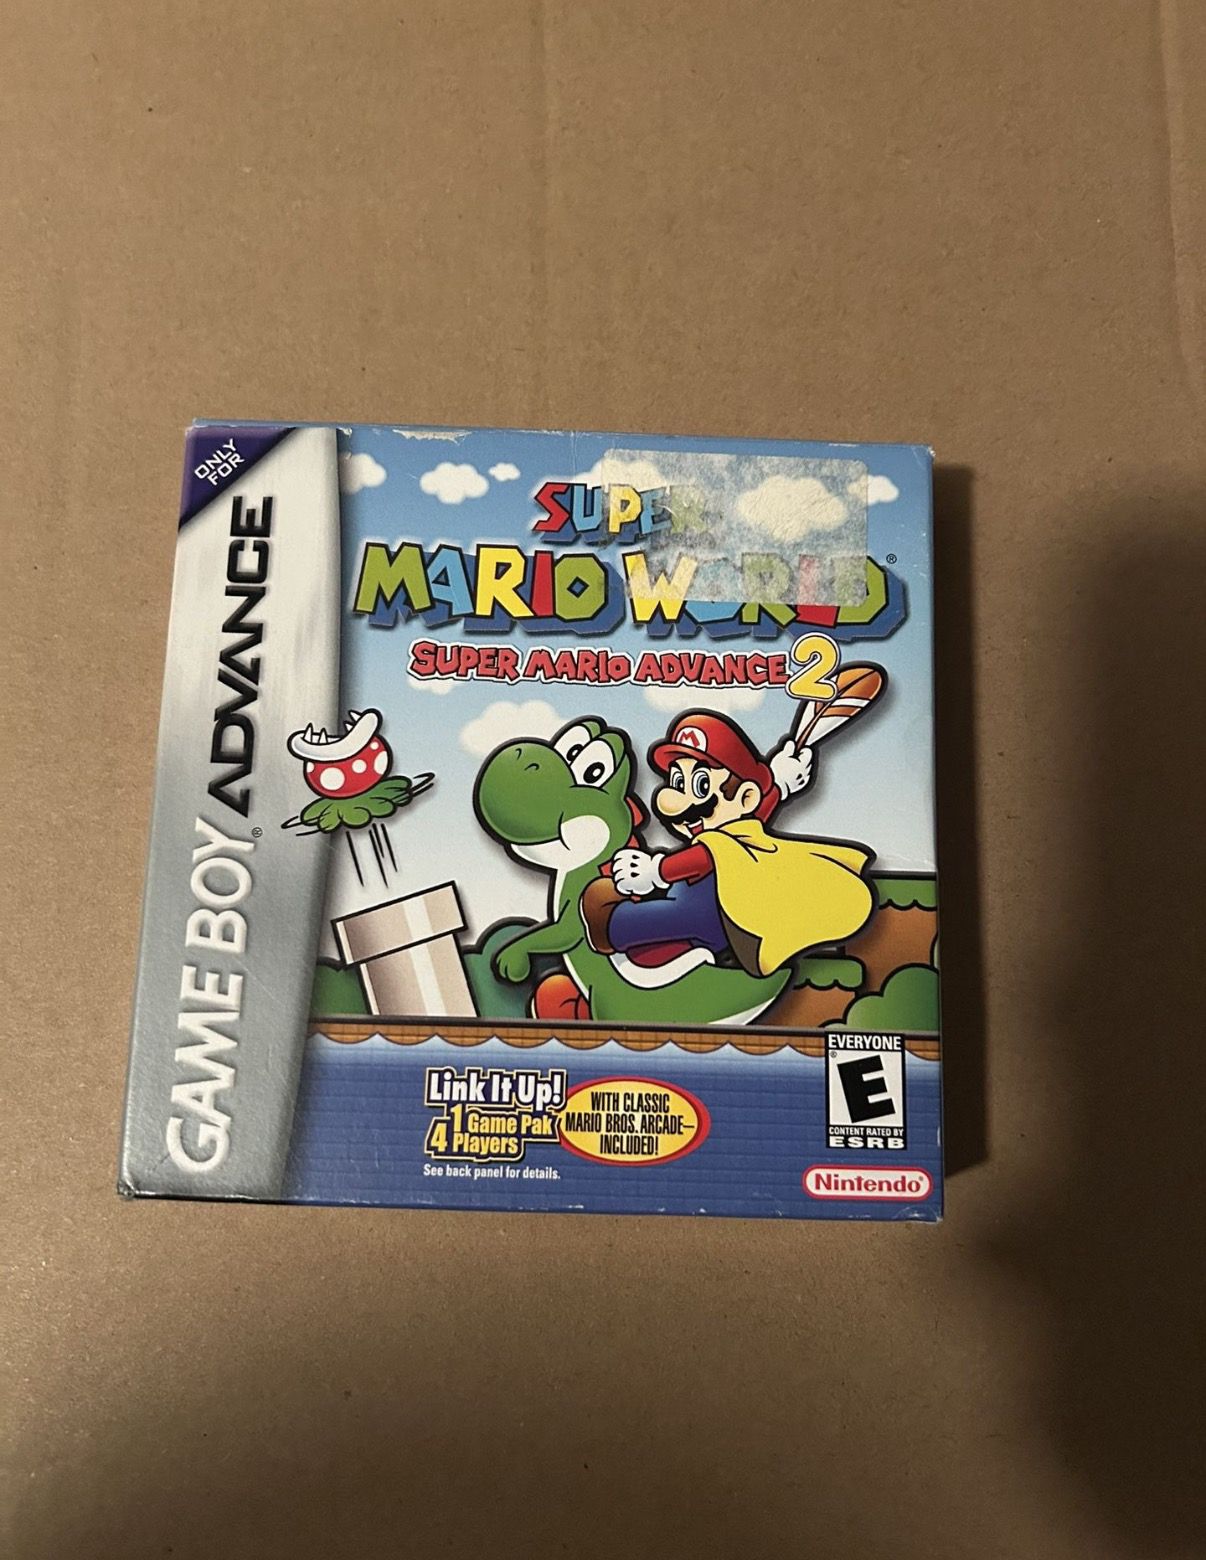 ONLY
FOR
GAME BOY ADVANCE
®
SUPER
MARIO WORLD®
SUPER MARIO ADVANCE 2
M
Link It Up!
1 Game Pak
4 Players
See back panel for details.
WITH CLASSIC
MARIO BROS. ARCADE—
INCLUDED!
EVERYONE
®
E
CONTENT RATED BY
ESRB
Nintendo®